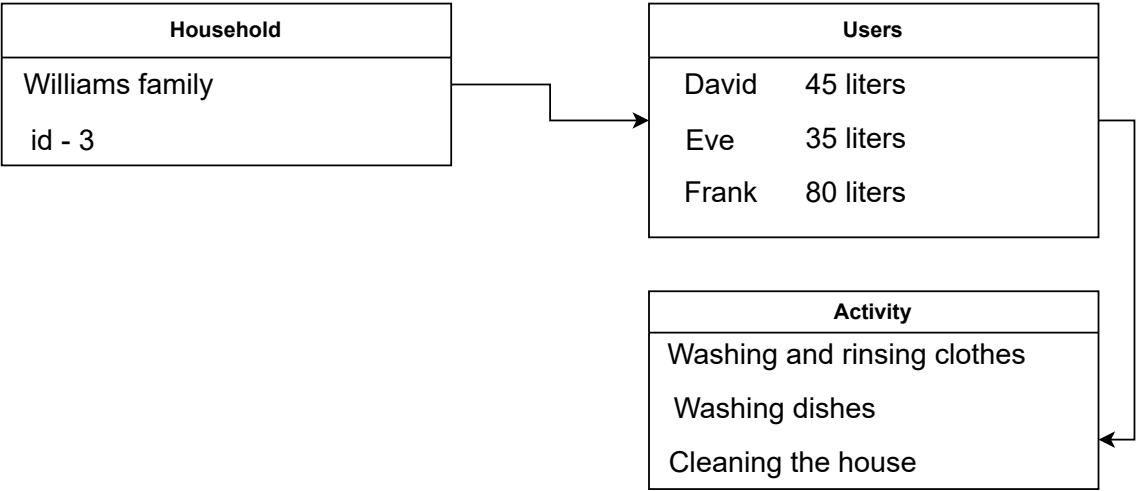 Household
Williams family
id - 3
Users
David 45 liters
Eve 35 liters
Frank 80 liters
Activity
Washing and rinsing clothes
Washing dishes
Cleaning the house